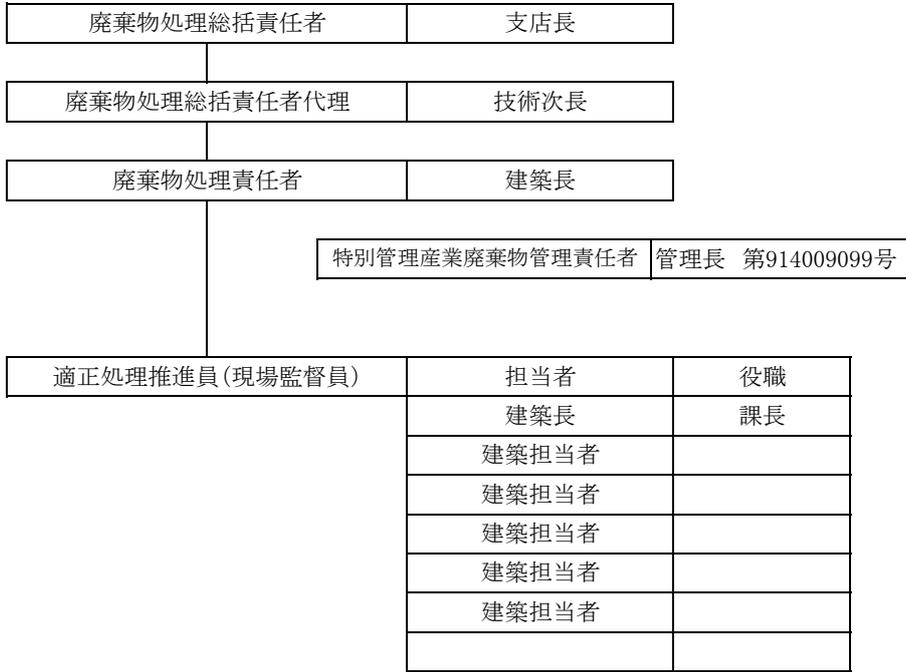 廃棄物処理総括責任者 支店長
廃棄物処理総括責任者代理 技術次長
廃棄物処理責任者 建築長
特別管理産業廃棄物管理責任者 管理長 第914009099号
適正処理推進員(現場監督員) 担当者 役職
建築長 課長
建築担当者
建築担当者
建築担当者
建築担当者
建築担当者